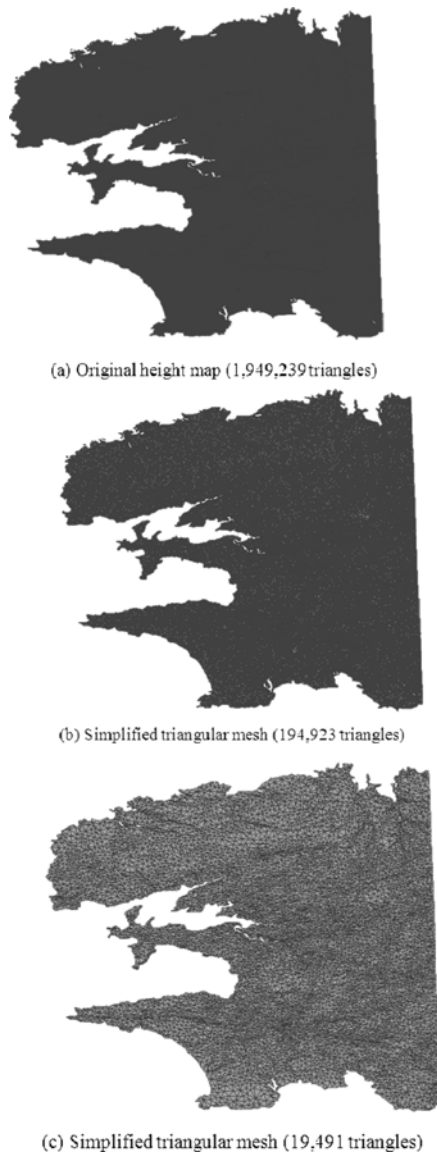 (a) Original height map (1,949,239 triangles)
(b) Simplified triangular mesh (194,923 triangles)
(c) Simplified triangular mesh (19,491 triangles)